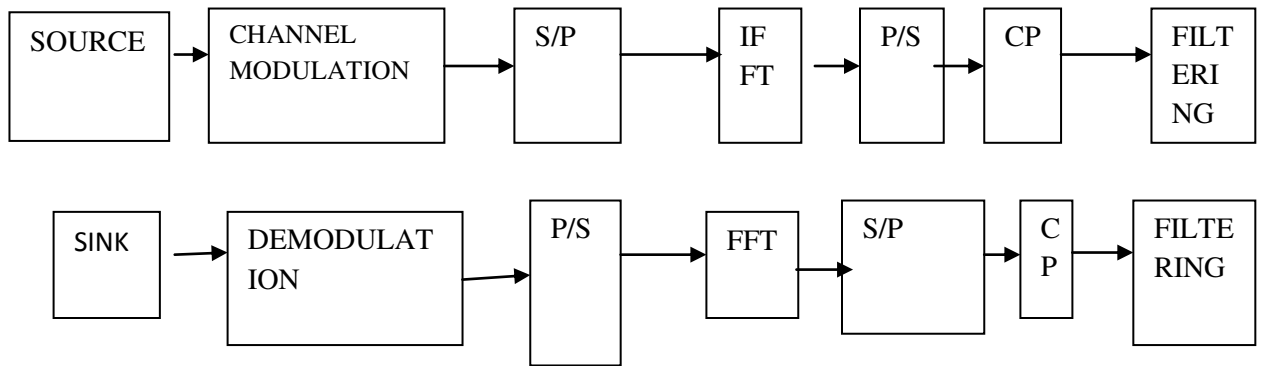 SOURCE
CHANNEL
MODULATION
S/P
IF
FT
P/S
CP
FILT
ERI
NG
SINK
DEMODULAT
ION
P/S
FFT
S/P
C
P
FILTE
RING